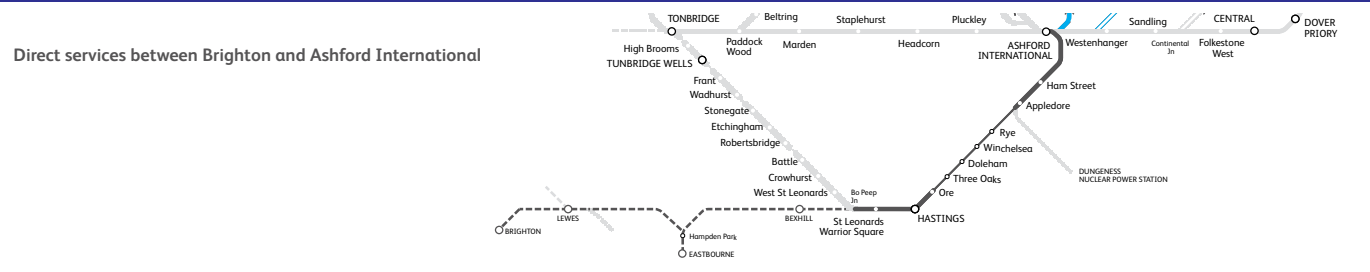 Direct services between Brighton and Ashford International
TONBRIDGE
Beltring
Staplehurst
Pluckley
Sandling
CENTRAL
DOVER
PRIORY
High Brooms
TUNBRIDGE WELLS
Paddock
Wood
Marden
Headcorn
ASHFORD
INTERNATIONAL
Westenhanger
Continental
Jn
Folkestone
West
Frant
Wadhurst
Stonegate
Etchingham
Robertsbridge
Battle
Crowhurst
West St Leonards
Ham Street
Appledore
Rye
Winchelsea
Doleham
Three Oaks
Ore
DUNGENESS
NUCLEAR POWER STATION
Bo Peep
Jn
BRIGHTON
LEWES
Hampden Park
EASTBOURNE
BEXHILL
St Leonards
Warrior Square
HASTINGS